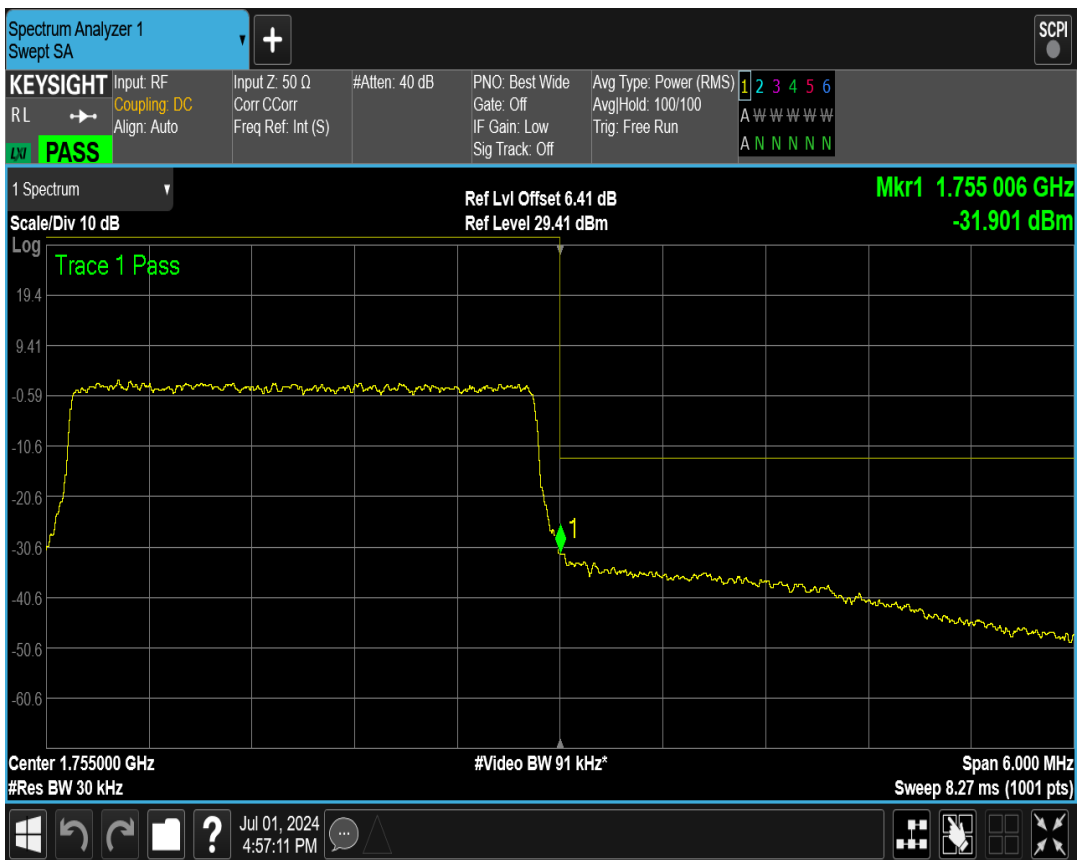 Spectrum Analyzer 1
Swept SA
+
SCPI
KEYSIGHT
RL
LXI
PASS
Input: RF
Coupling: DC
Align: Auto
Input Z: 50 Ω
Corr CCorr
Freq Ref: Int (S)
#Atten: 40 dB
PNO: Best Wide
Gate: Off
IF Gain: Low
Sig Track: Off
Avg Type: Power (RMS)
Avg|Hold: 100/100
Trig: Free Run
1 2 3 4 5 6
A W W W W W
A N N N N N
1 Spectrum
Scale/Div 10 dB
Ref Lvl Offset 6.41 dB
Ref Level 29.41 dBm
Mkr1 1.755 006 GHz
-31.901 dBm
Log
Trace 1 Pass
19.4
9.41
-0.59
-10.6
-20.6
-30.6
-40.6
-50.6
-60.6
1
Center 1.755000 GHz
#Res BW 30 kHz
#Video BW 91 kHz*
Span 6.000 MHz
Sweep 8.27 ms (1001 pts)
?
Jul 01, 2024
4:57:11 PM